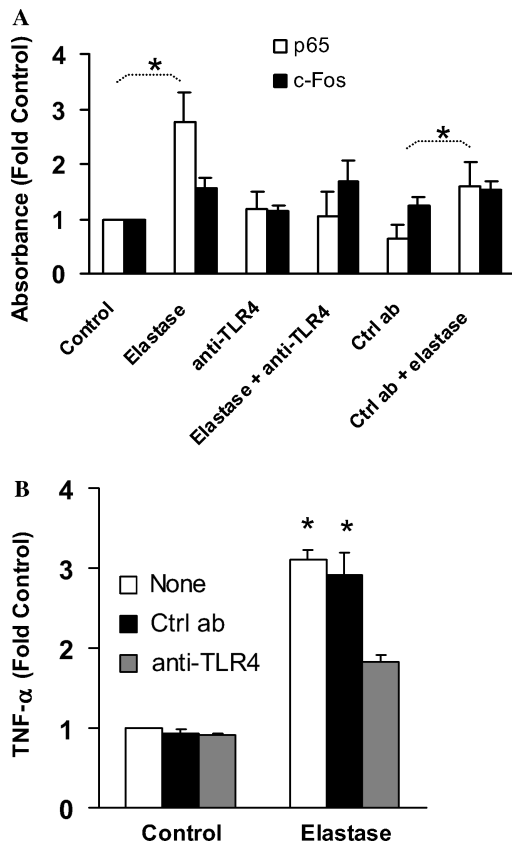 A
Absorbance (Fold Control)
4
3
2
1
0
p65
c-Fos
*
*
Control
Elastase
anti-TLR4
Elastase + anti-TLR4
Ctrl ab
Ctrl ab + elastase
B
TNF-α (Fold Control)
4
3
2
1
0
None
Ctrl ab
anti-TLR4
* *
Control Elastase